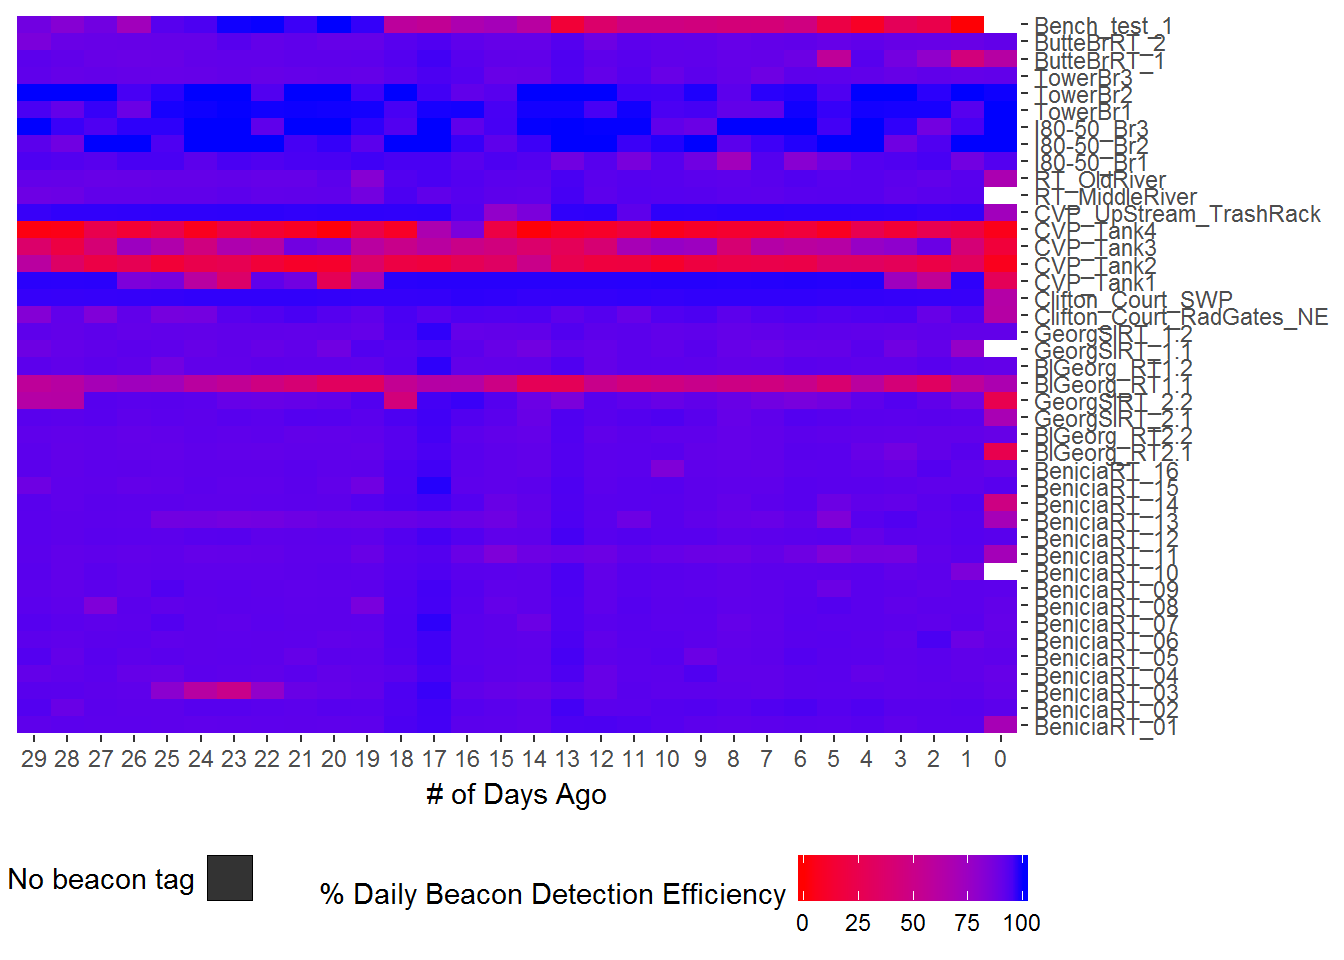 Bench_test_1
ButteBrRT_2
ButteBrRT_1
TowerBr3
TowerBr2
TowerBr1
I80-50_Br3
I80-50_Br2
I80-50_Br1
RT_OldRiver
RT_MiddleRiver
CVP_UpStream_TrashRack
CVP_Tank4
CVP_Tank3
CVP_Tank2
CVP_Tank1
Clifton_Court_SWP
Clifton_Court_RadGates_NE
GeorgSlRT_1.2
GeorgSlRT_1.1
BlGeorg_RT1.2
BlGeorg_RT1.1
GeorgSlRT_2.2
GeorgSlRT_2.1
BlGeorg_RT2.2
BlGeorg_RT2.1
BeniciaRT_16
BeniciaRT_15
BeniciaRT_14
BeniciaRT_13
BeniciaRT_12
BeniciaRT_11
BeniciaRT_10
BeniciaRT_09
BeniciaRT_08
BeniciaRT_07
BeniciaRT_06
BeniciaRT_05
BeniciaRT_04
BeniciaRT_03
BeniciaRT_02
BeniciaRT_01
29 28 27 26 25 24 23 22 21 20 19 18 17 16 15 14 13 12 11 10 9 8 7 6 5 4 3 2 1 0
# of Days Ago
No beacon tag
% Daily Beacon Detection Efficiency
0 25 50 75 100